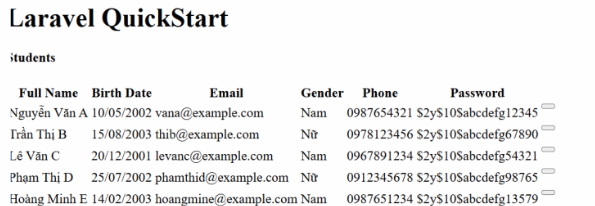 Laravel QuickStart
Students
Full Name Birth Date Email Gender Phone Password
Nguyễn Văn A 10/05/2002 vana@example.com Nam 0987654321 $2y$10$abcdefg12345
Trần Thị B 15/08/2003 thib@example.com Nữ 0978123456 $2y$10$abcdefg67890
Lê Văn C 20/12/2001 levanc@example.com Nam 0967891234 $2y$10$abcdefg54321
Phạm Thị D 25/07/2002 phamthid@example.com Nữ 0912345678 $2y$10$abcdefg98765
Hoàng Minh E 14/02/2003 hoangmine@example.com Nam 0987651234 $2y$10$abcdefg13579